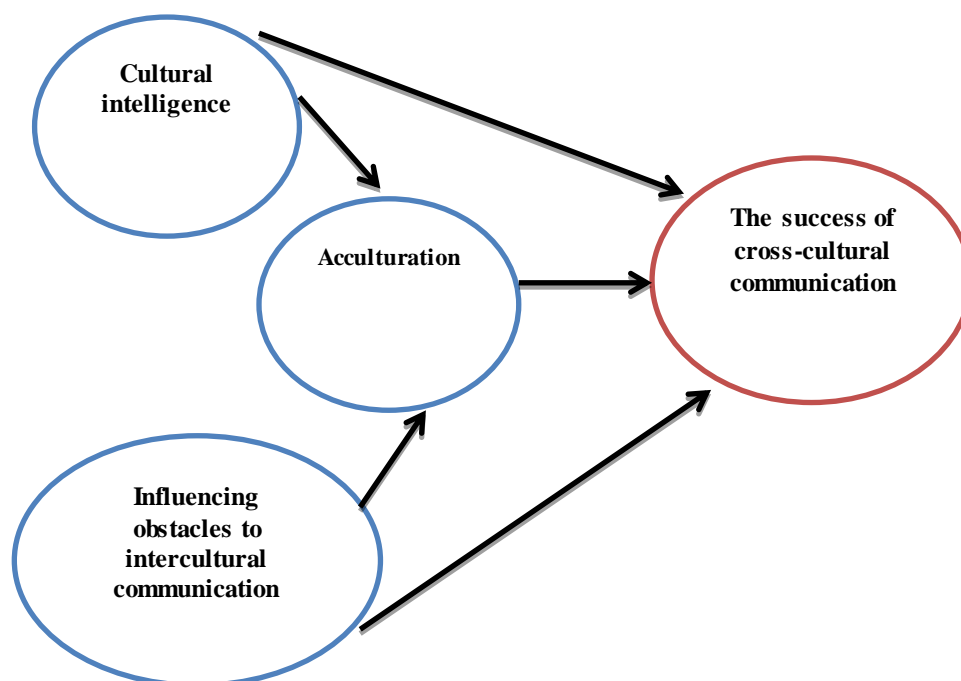 Cultural
intelligence
Acculturation
The success of
cross-cultural
communication
Influencing
obstacles to
intercultural
communication